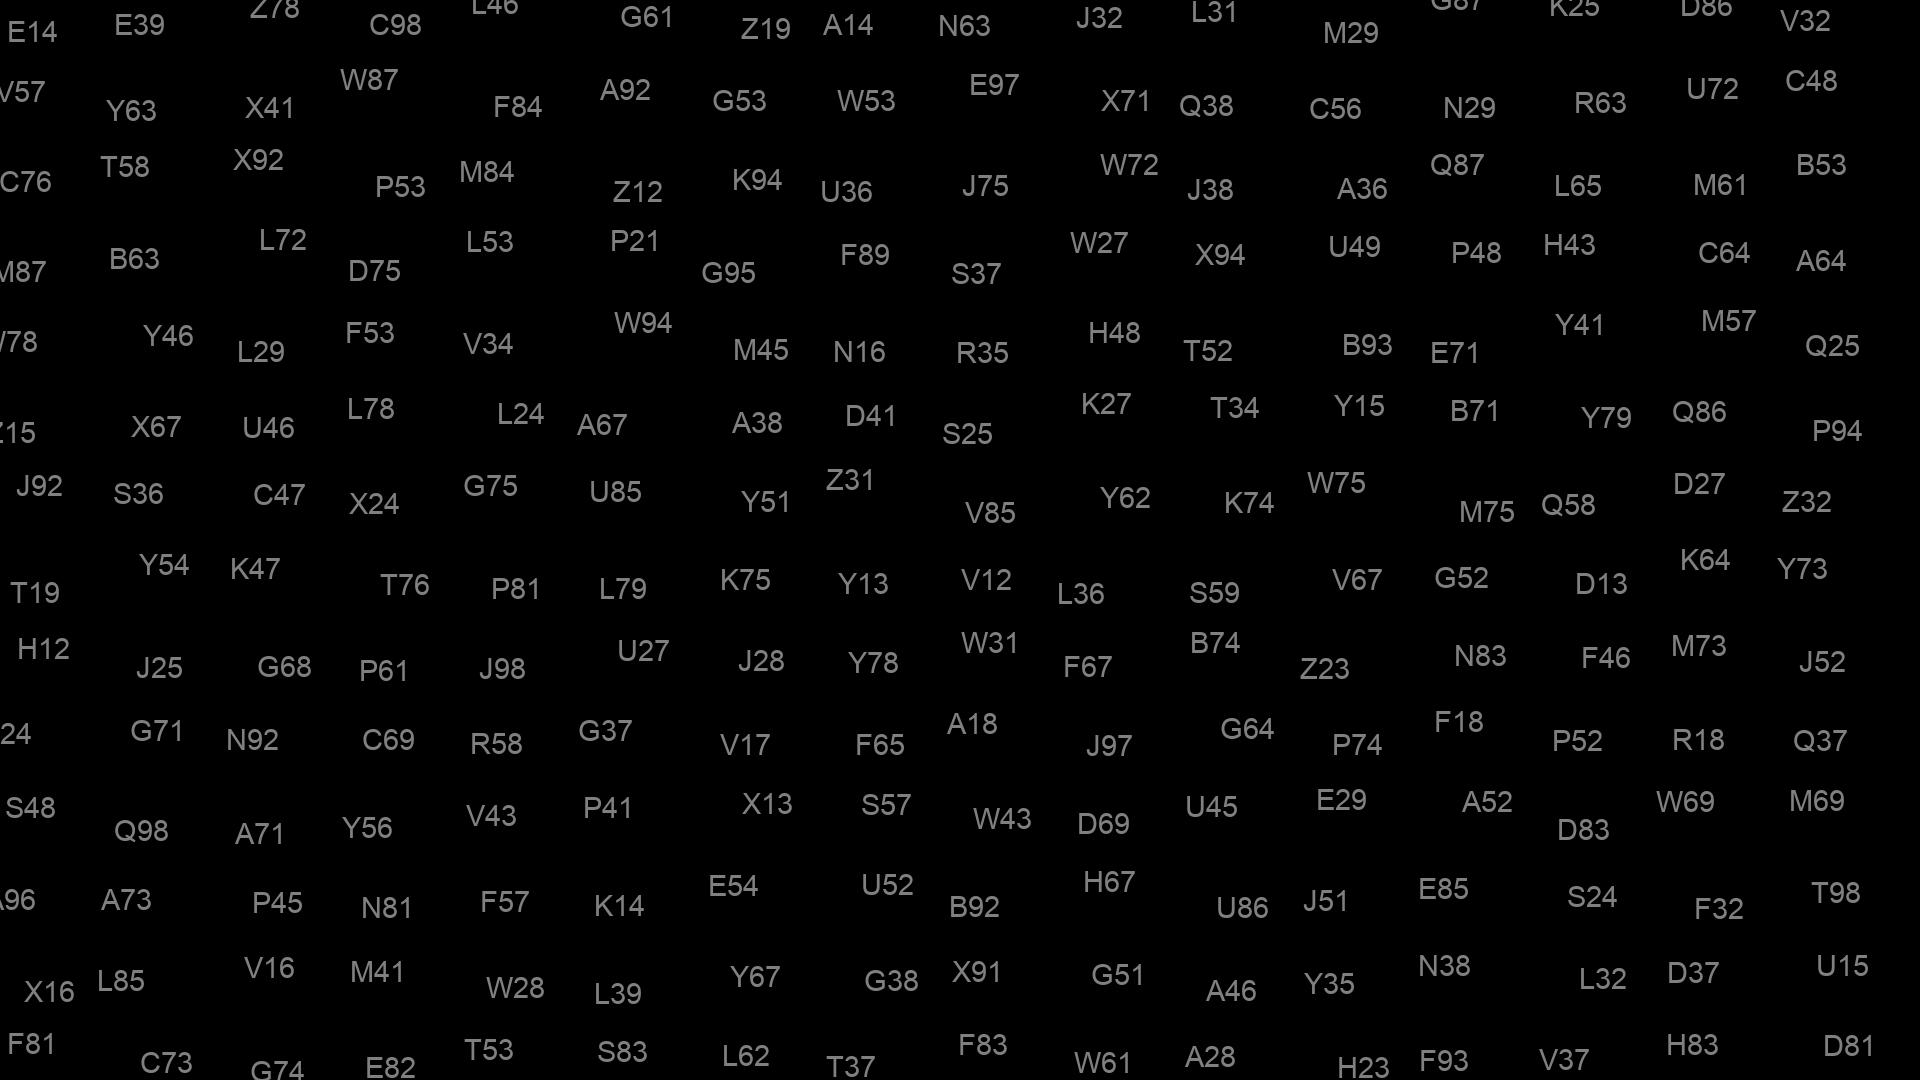 E14 E39 Z78 C98 L46 G61 Z19 A14 N63 J32 L31 M29 G87 K25 D86 V32
V57 Y63 X41 W87 F84 A92 G53 W53 E97 X71 Q38 C56 N29 R63 U72 C48
C76 T58 X92 P53 M84 Z12 K94 U36 J75 W72 J38 A36 Q87 L65 M61 B53
M87 B63 L72 D75 L53 P21 G95 F89 S37 W27 X94 U49 P48 H43 C64 A64
78 Y46 L29 F53 V34 W94 M45 N16 R35 H48 T52 B93 E71 Y41 M57 Q25
Z15 X67 U46 L78 L24 A67 A38 D41 S25 K27 T34 Y15 B71 Y79 Q86 P94
J92 S36 C47 X24 G75 U85 Y51 Z31 V85 Y62 K74 W75 M75 Q58 D27 Z32
T19 Y54 K47 T76 P81 L79 K75 Y13 V12 L36 S59 V67 G52 D13 K64 Y73
H12 J25 G68 P61 J98 U27 J28 Y78 W31 F67 B74 Z23 N83 F46 M73 J52
24 G71 N92 C69 R58 G37 V17 F65 A18 J97 G64 P74 F18 P52 R18 Q37
S48 Q98 A71 Y56 V43 P41 X13 S57 W43 D69 U45 E29 A52 D83 W69 M69
A96 A73 P45 N81 F57 K14 E54 U52 B92 H67 U86 J51 E85 S24 F32 T98
X16 L85 V16 M41 W28 L39 Y67 G38 X91 G51 A46 Y35 N38 L32 D37 U15
F81 C73 G74 E82 T53 S83 L62 T37 F83 W61 A28 H23 F93 V37 H83 D81